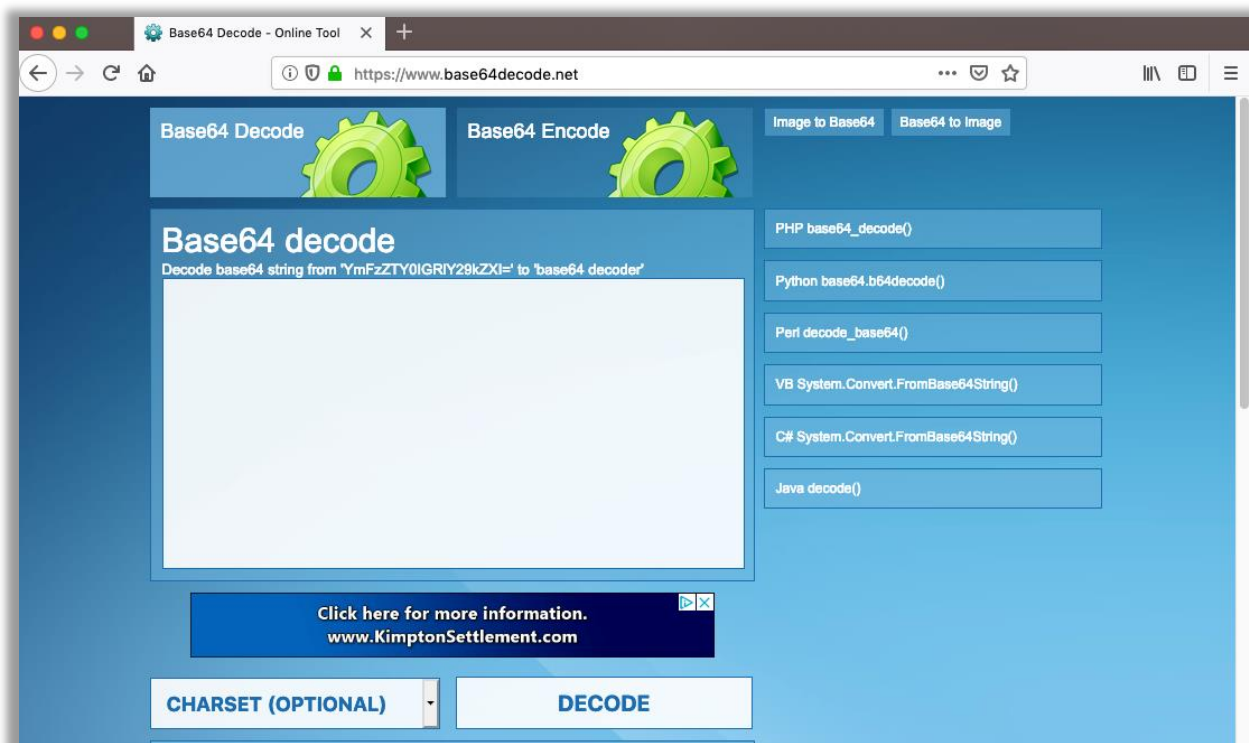 Base64 Decode - Online Tool
https://www.base64decode.net
Base64 Decode
Base64 Encode
Image to Base64
Base64 to Image
Base64 decode
Decode base64 string from 'YmFzZTY0IGRlY29kZXI=' to 'base64 decoder'
PHP base64_decode()
Python base64.b64decode()
Perl decode_base64()
VB System.Convert.FromBase64String()
C# System.Convert.FromBase64String()
Java decode()
Click here for more information.
www.KimptonSettlement.com
CHARSET (OPTIONAL)
DECODE